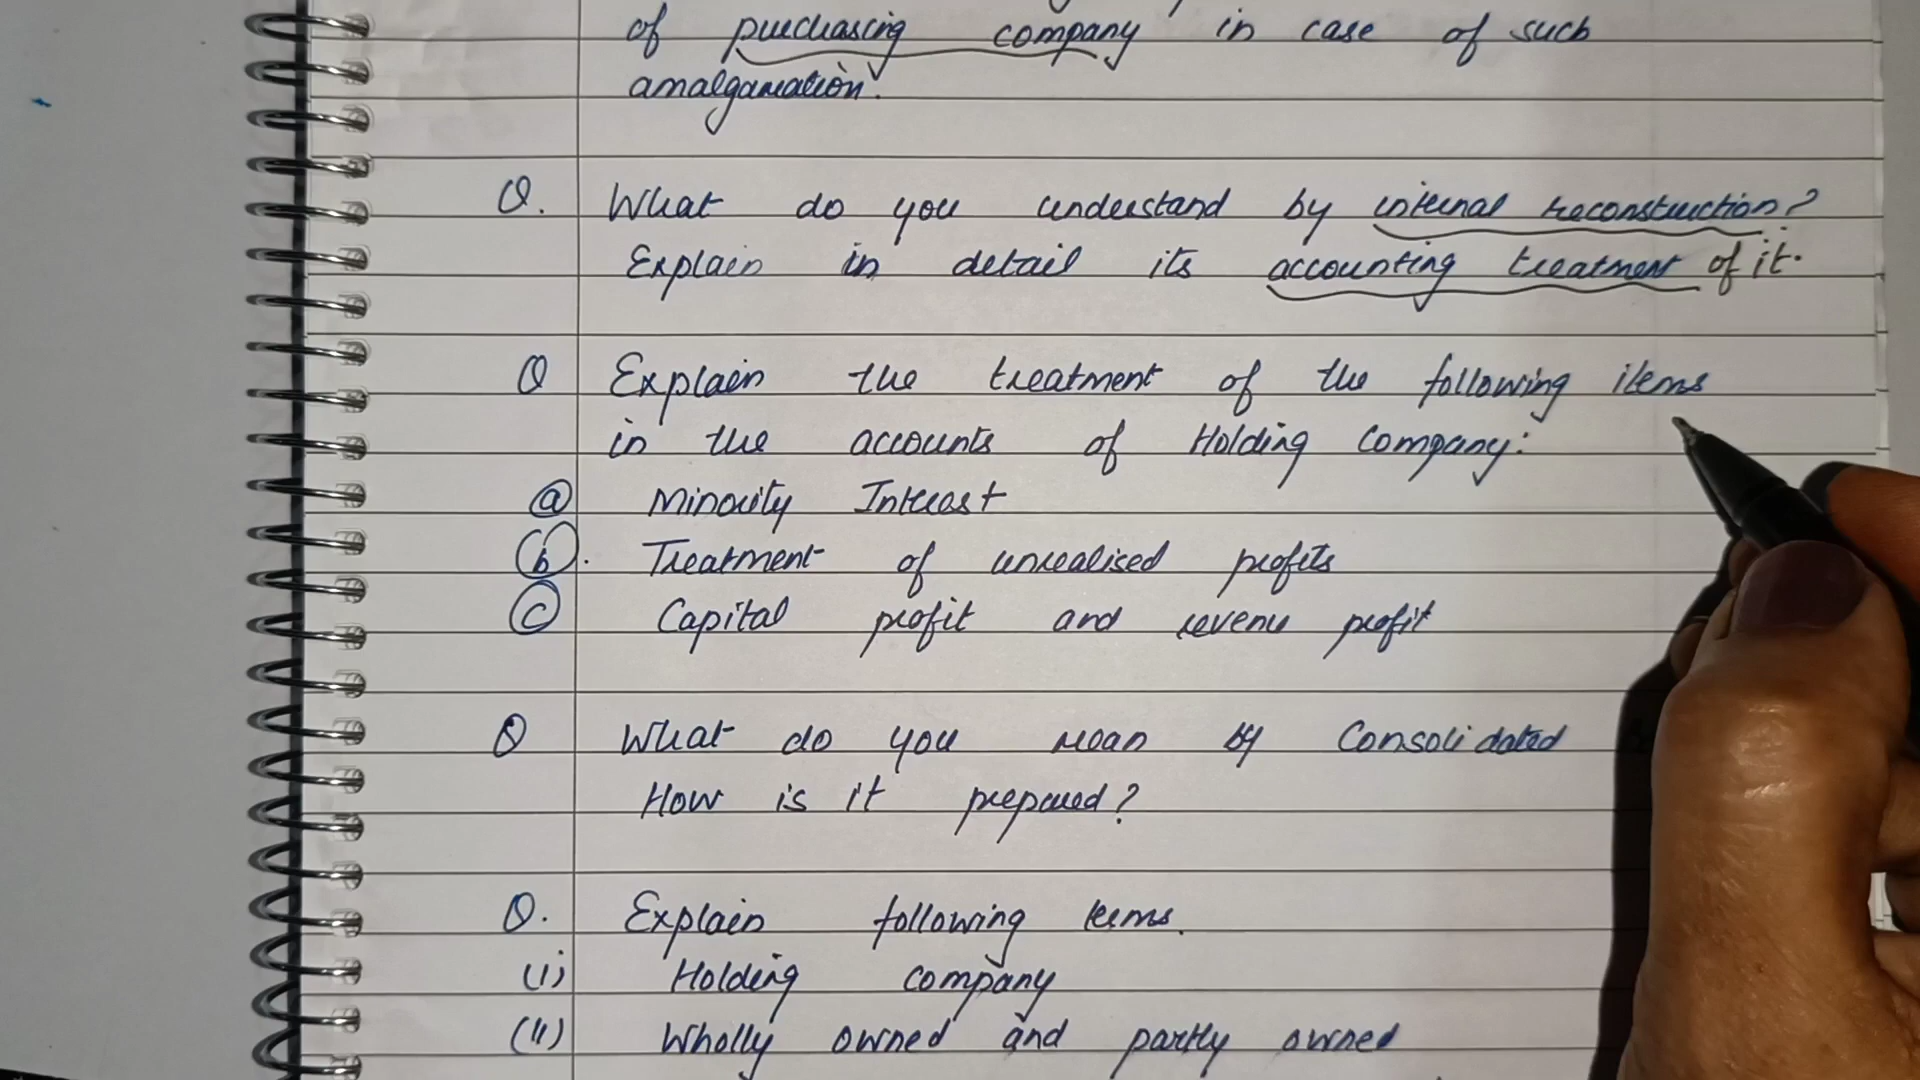 of purchasing company in case of such
amalgamation.
Q. What do you understand by internal reconstruction?
Explain in detail its accounting treatment of it.
Q Explain the treatment of the following items
in the accounts of Holding Company:
(a) Minority Interest
(b). Treatment of unrealised profits
(c) Capital profit and revenu profit
Q What do you mean by Consolidated
How is it prepared?
Q. Explain following terms.
(i) Holding company
(ii) Wholly owned and partly owned